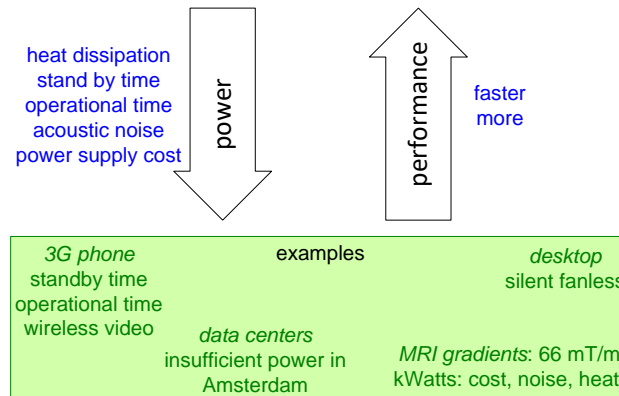 heat dissipation
stand by time
operational time
acoustic noise
power supply cost
power
performance
faster
more
examples
3G phone
standby time
operational time
wireless video
data centers
insufficient power in
Amsterdam
desktop
silent fanless
MRI gradients: 66 mT/m
kWatts: cost, noise, heat